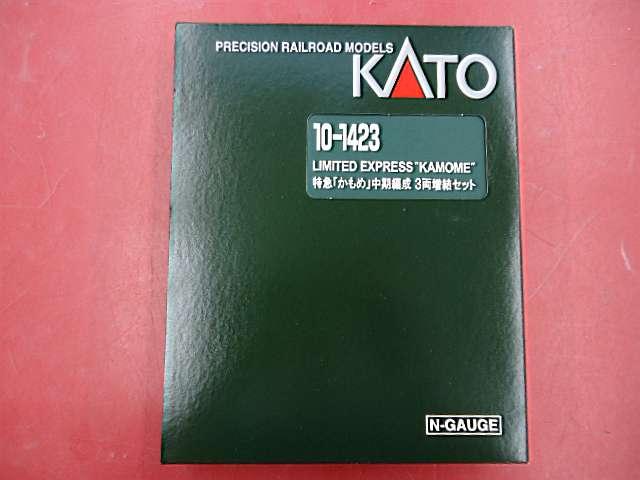 PRECISION RAILROAD MODELS
KATO
10-1423
LIMITED EXPRESS "KAMOME"
特急「かもめ」中期編成 3両増結セット
N-GAUGE